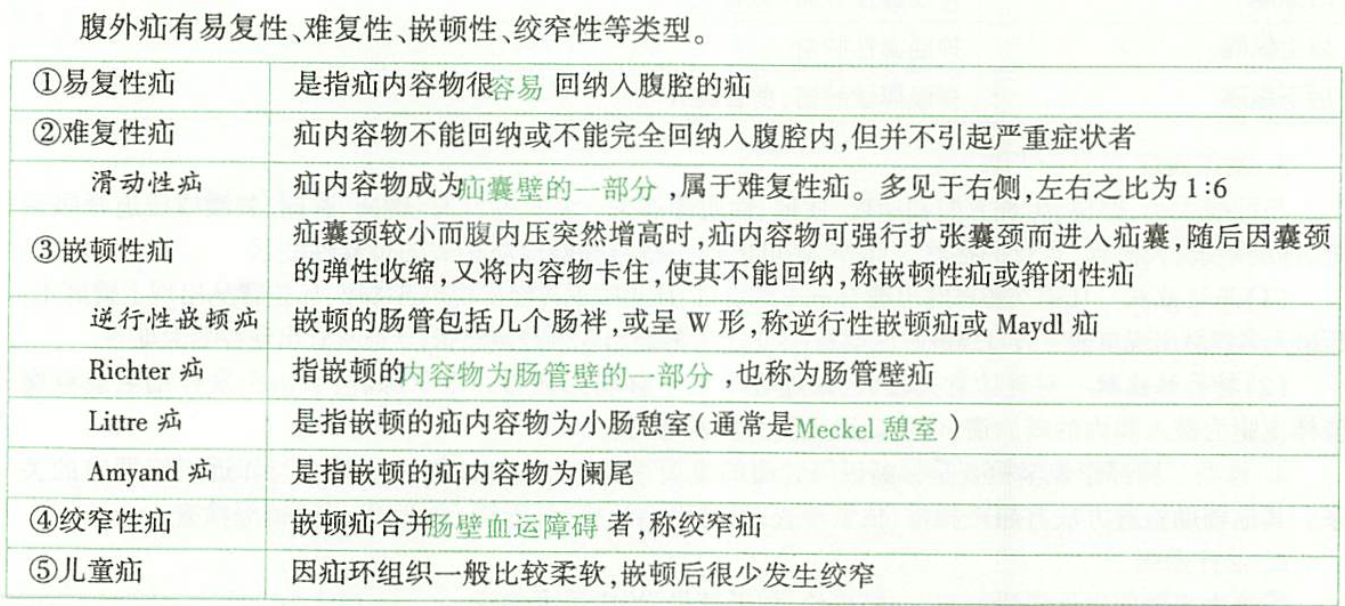 腹外疝有易复性、难复性、嵌顿性、绞窄性等类型。
①易复性疝 是指疝内容物很容易 回纳入腹腔的疝
②难复性疝 疝内容物不能回纳或不能完全回纳入腹腔内,但并不引起严重症状者
滑动性疝 疝内容物成为疝囊壁的一部分 ,属于难复性疝。多见于右侧,左右之比为 1∶6
③嵌顿性疝 疝囊颈较小而腹内压突然增高时,疝内容物可强行扩张囊颈而进入疝囊,随后因囊颈
的弹性收缩,又将内容物卡住,使其不能回纳,称嵌顿性疝或箝闭性疝
逆行性嵌顿疝 嵌顿的肠管包括几个肠袢,或呈 W 形,称逆行性嵌顿疝或 Maydl 疝
Richter 疝 指嵌顿的内容物为肠管壁的一部分 ,也称为肠管壁疝
Littre 疝 是指嵌顿的疝内容物为小肠憩室(通常是Meckel 憩室 )
Amyand 疝 是指嵌顿的疝内容物为阑尾
④绞窄性疝 嵌顿疝合并肠壁血运障碍 者,称绞窄疝
⑤儿童疝 因疝环组织一般比较柔软,嵌顿后很少发生绞窄